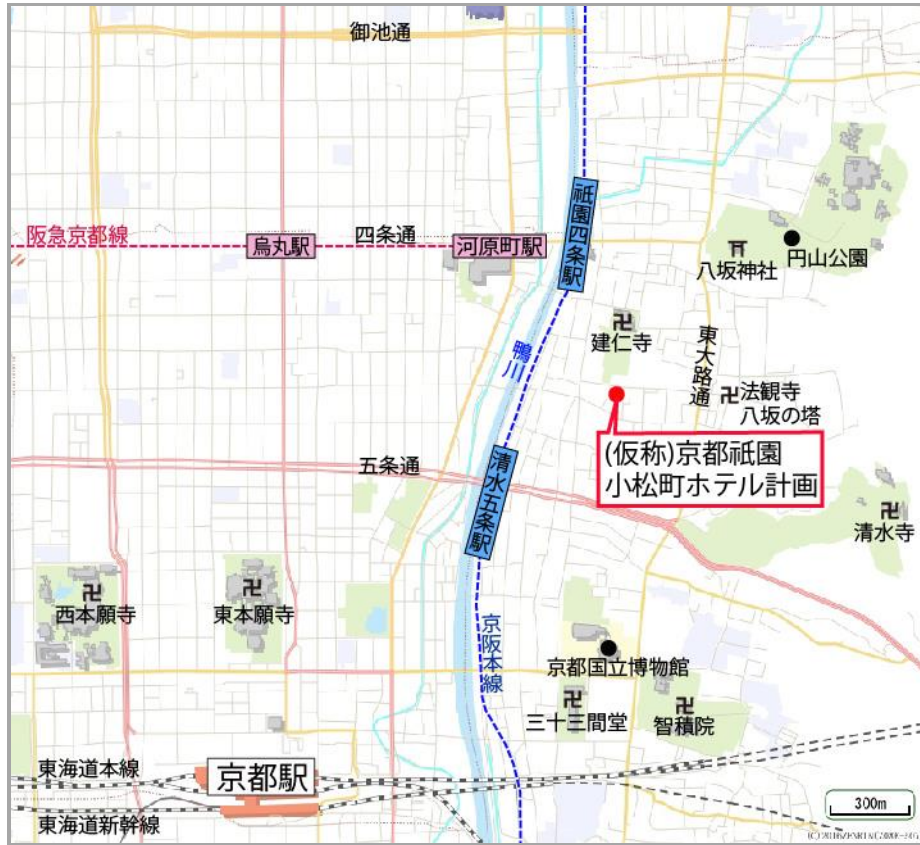 御池通
祇園四条駅
阪急京都線
烏丸駅
四条通
河原町駅
八坂神社
円山公園
建仁寺
鴨川
東大路通
法観寺
八坂の塔
(仮称)京都祇園
小松町ホテル計画
五条通
清水五条駅
清水寺
西本願寺
東本願寺
京阪本線
京都国立博物館
三十三間堂
智積院
東海道本線
京都駅
東海道新幹線
300m